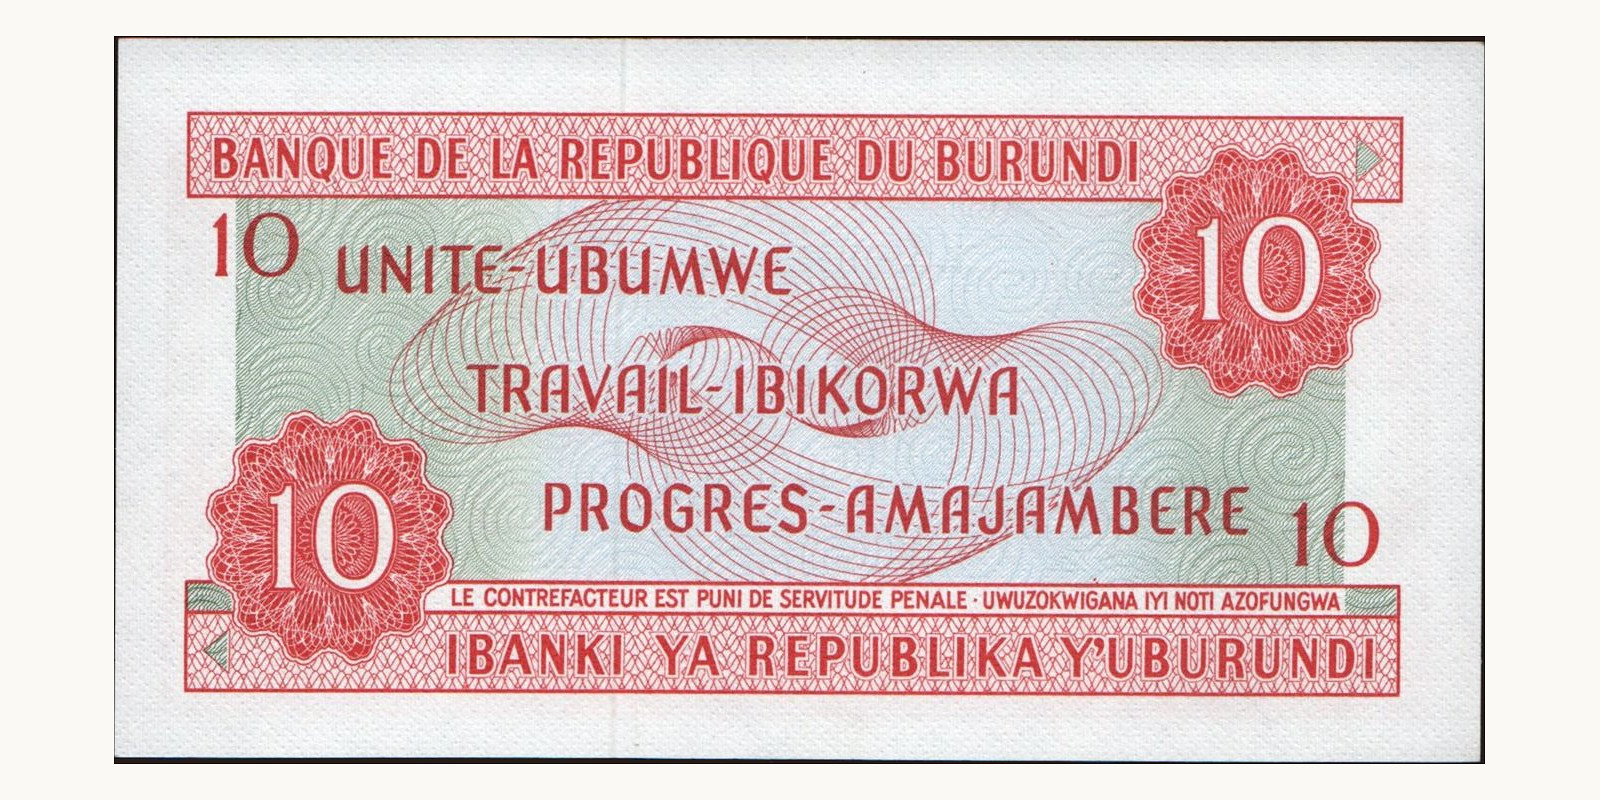 BANQUE DE LA REPUBLIQUE DU BURUNDI
10
10
UNITE-UBUMWE
TRAVAIL-IBIKORWA
PROGRES-AMAJAMBERE
10
10
LE CONTREFACTEUR EST PUNI DE SERVITUDE PENALE · UWUZOKWIGANA IYI NOTI AZOFUNGWA
IBANKI YA REPUBLIKA Y'UBURUNDI